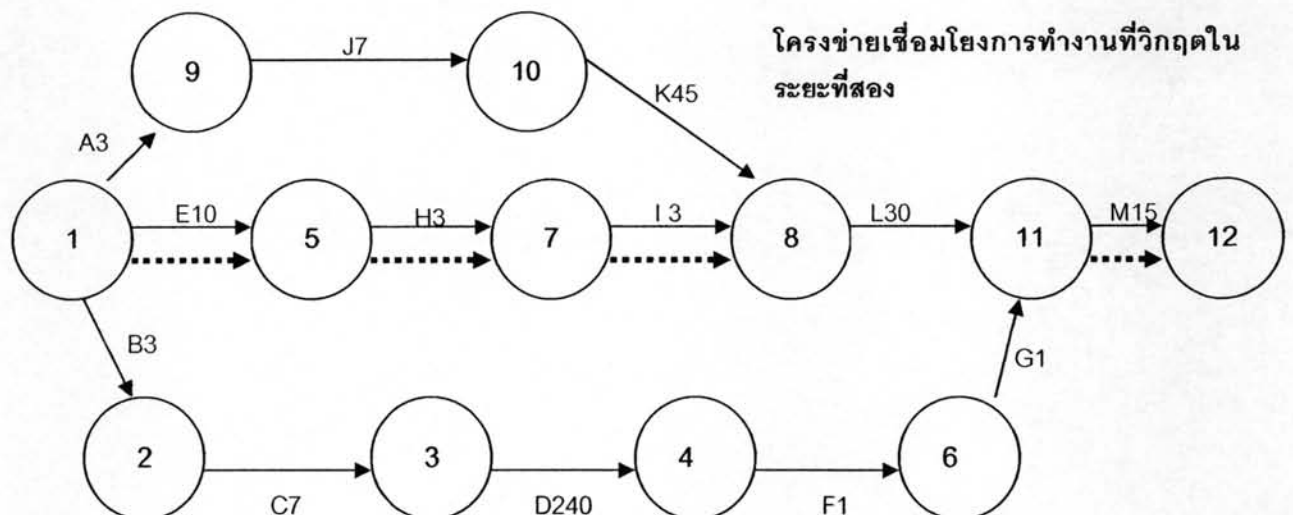 โครงข่ายเชื่อมโยงการทำงานที่วิกฤตใน
ระยะที่สอง
9
J7
10
K45
A3
1
E10
5
H3
7
I 3
8
L30
11
M15
12
B3
G1
2
C7
3
D240
4
F1
6